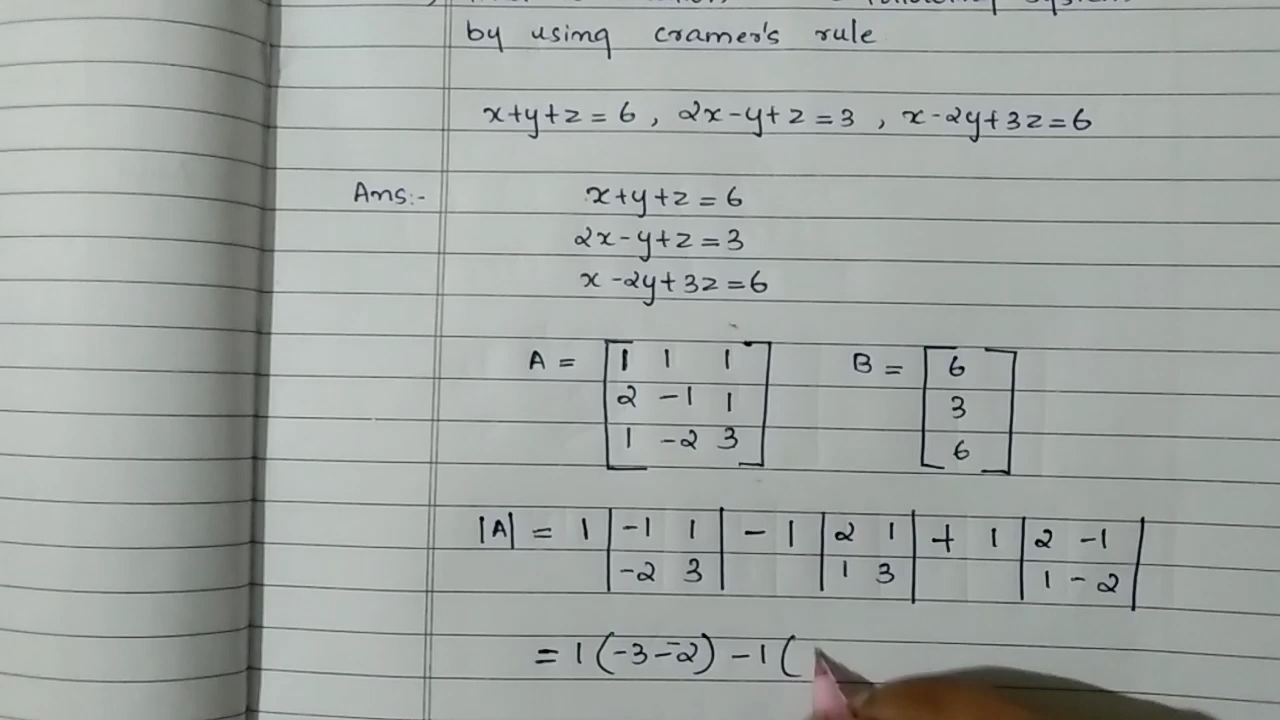 by using cramer's rule
x+y+z=6, 2x-y+z=3, x-2y+3z=6
Ans:- x+y+z=6
2x-y+z=3
x-2y+3z=6
A = [1 1 1 B = [6
2 -1 1 3
1 -2 3] 6]
|A| = 1 |-1 1| - 1 |2 1| + 1 |2 -1|
|-2 3| |1 3| |1 -2|
= 1(-3--2) -1(